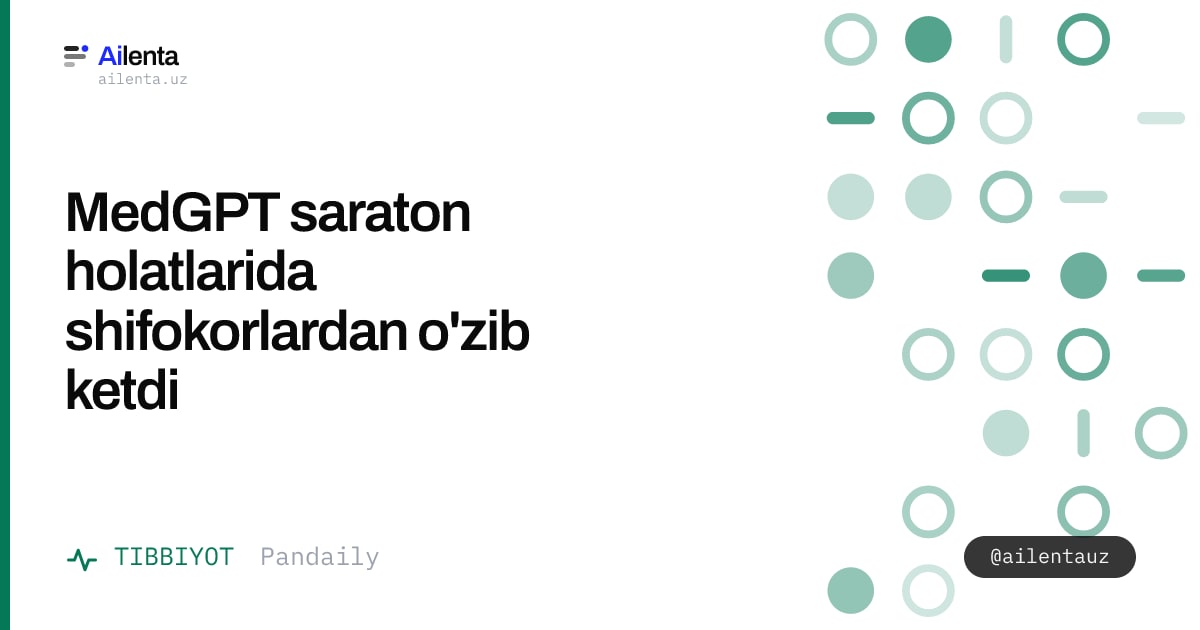 Ailenta
ailenta.uz
MedGPT saraton
holatlarida
shifokorlardan o'zib
ketdi
TIBBIYOT Pandaily
@ailentauz